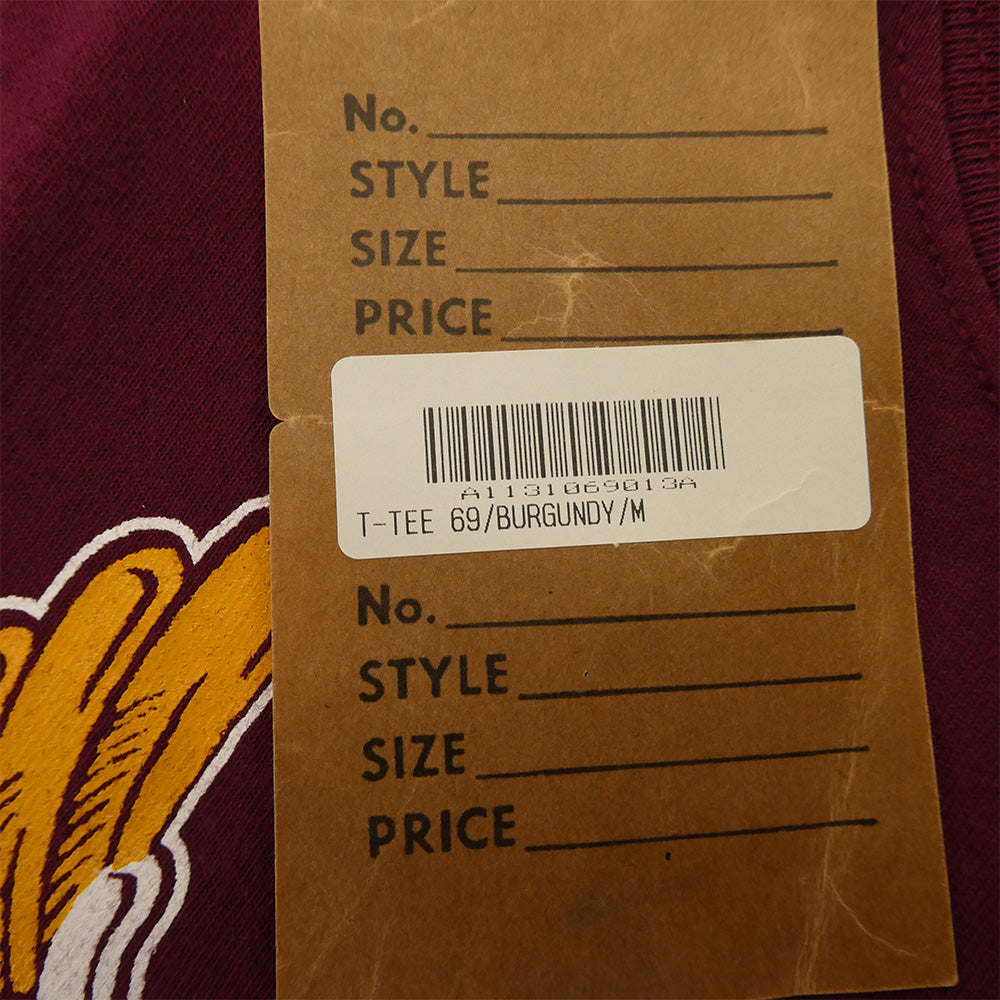 No.
STYLE
SIZE
PRICE
A1131069013A
T-TEE 69/BURGUNDY/M
No.
STYLE
SIZE
PRICE